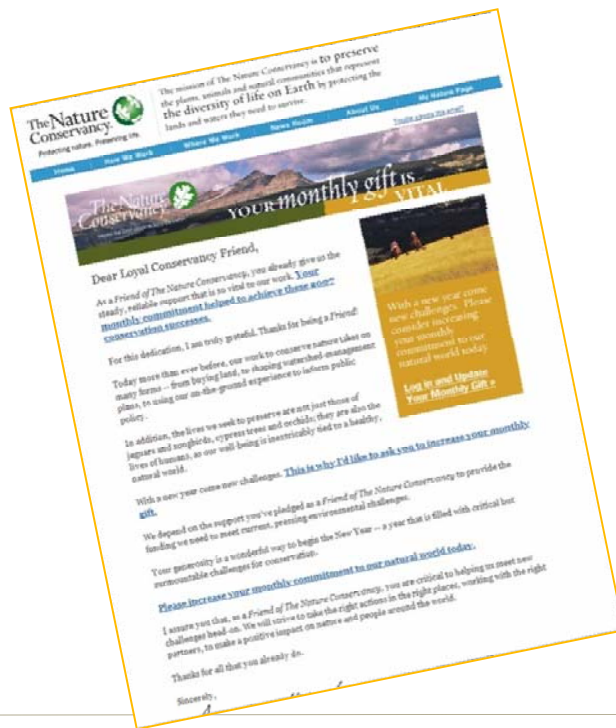 The Nature
Conservancy
Protecting nature. Preserving life.
The mission of The Nature Conservancy is to preserve
the plants, animals and natural communities that represent
the diversity of life on Earth by protecting the
lands and waters they need to survive.
Home
How We Work
Where We Work
News Room
About Us
My Nature Page
The Nature
Conservancy
YOUR monthly gift IS
VITAL
Dear Loyal Conservancy Friend,
As a Friend of The Nature Conservancy, you already give us the
steady, reliable support that is so vital to our work. Your
monthly commitment helped to achieve these 2007
conservation successes.
For this dedication, I am truly grateful. Thanks for being a Friend!
Today more than ever before, our work to conserve nature takes on
many forms -- from buying land, to shaping watershed-management
plans, to using our on-the-ground experience to inform public
policy.
In addition, the lives we seek to preserve are not just those of
jaguars and songbirds, cypress trees and orchids; they are also the
lives of humans, as our well-being is inextricably tied to a healthy,
natural world.
With a new year come new challenges. This is why I'd like to ask you to increase your monthly
gift.
We depend on the support you've pledged as a Friend of The Nature Conservancy to provide the
funding we need to meet current, pressing environmental challenges.
Your generosity is a wonderful way to begin the New Year -- a year that is filled with critical but
surmountable challenges for conservation.
Please increase your monthly commitment to our natural world today.
I assure you that, as a Friend of The Nature Conservancy, you are critical to helping us meet new
challenges head-on. We will strive to take the right actions in the right places, working with the right
partners, to make a positive impact on nature and people around the world.
Thanks for all that you already do.
Sincerely,
With a new year come
new challenges. Please
consider increasing
your monthly
commitment to our
natural world today.
Log in and Update
Your Monthly Gift »